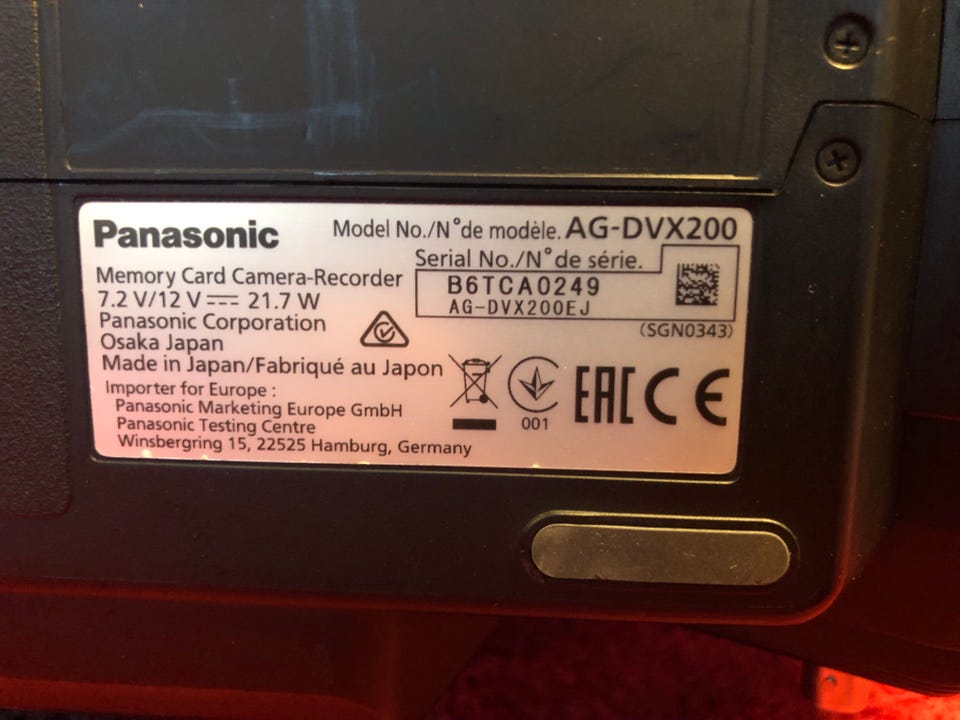 Panasonic
Model No./N° de modèle. AG-DVX200
Serial No./N° de série.
B6TCA0249
AG-DVX200EJ
(SGN0343)
Memory Card Camera-Recorder
7.2 V/12 V ⎓ 21.7 W
Panasonic Corporation
Osaka Japan
Made in Japan/Fabriqué au Japon
Importer for Europe :
Panasonic Marketing Europe GmbH
Panasonic Testing Centre
Winsbergring 15, 22525 Hamburg, Germany
001
EAC CE